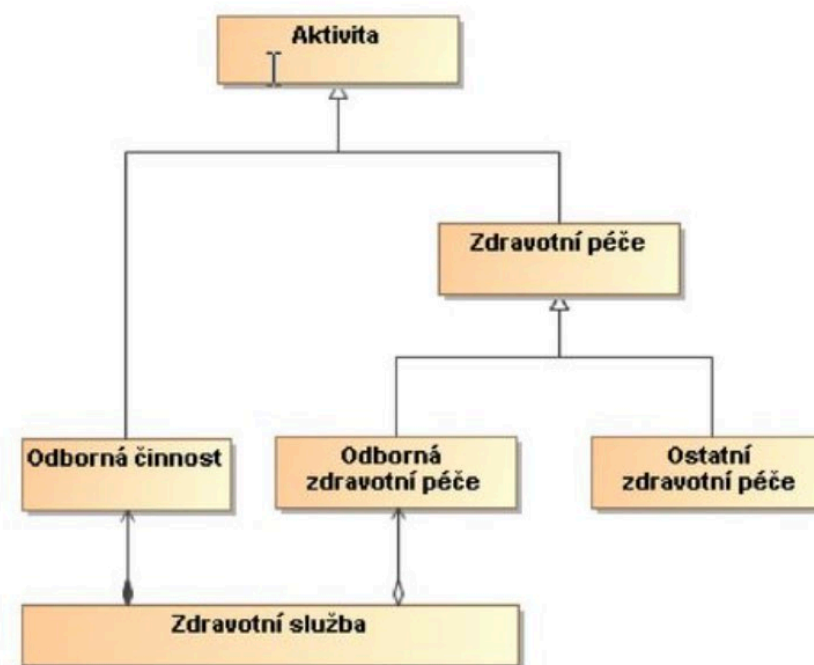 Aktivita
Zdravotní péče
Odborná činnost
Odborná
zdravotní péče
Ostatní
zdravotní péče
Zdravotní služba